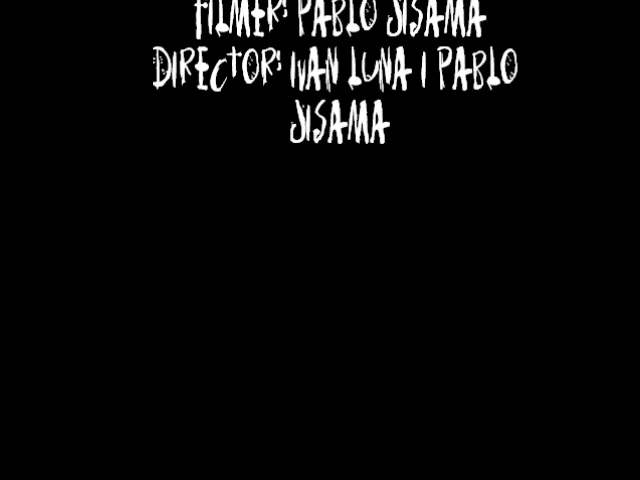 FILMER: PABLO SISAMA
DIRECTOR: IVAN LUNA I PABLO
SISAMA